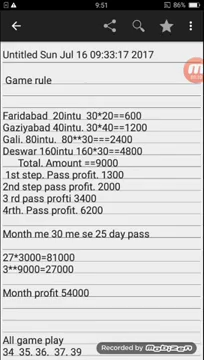 9:51
86%
Untitled Sun Jul 16 09:33:17 2017
Game rule
Faridabad 20intu 30*20==600
Gaziyabad 40intu. 30*40==1200
Gali. 80intu. 80**30===2400
Deswar 160intu 160*30==4800
Total. Amount ==9000
1st step. Pass profit. 1300
2nd step pass profit. 2000
3 rd pass profti 3400
4rth. Pass profit. 6200
Month me 30 me se 25 day pass
27*3000=81000
3**9000=27000
Month profit 54000
All game play
34 35. 36. 37. 39
Recorded by Mobizen